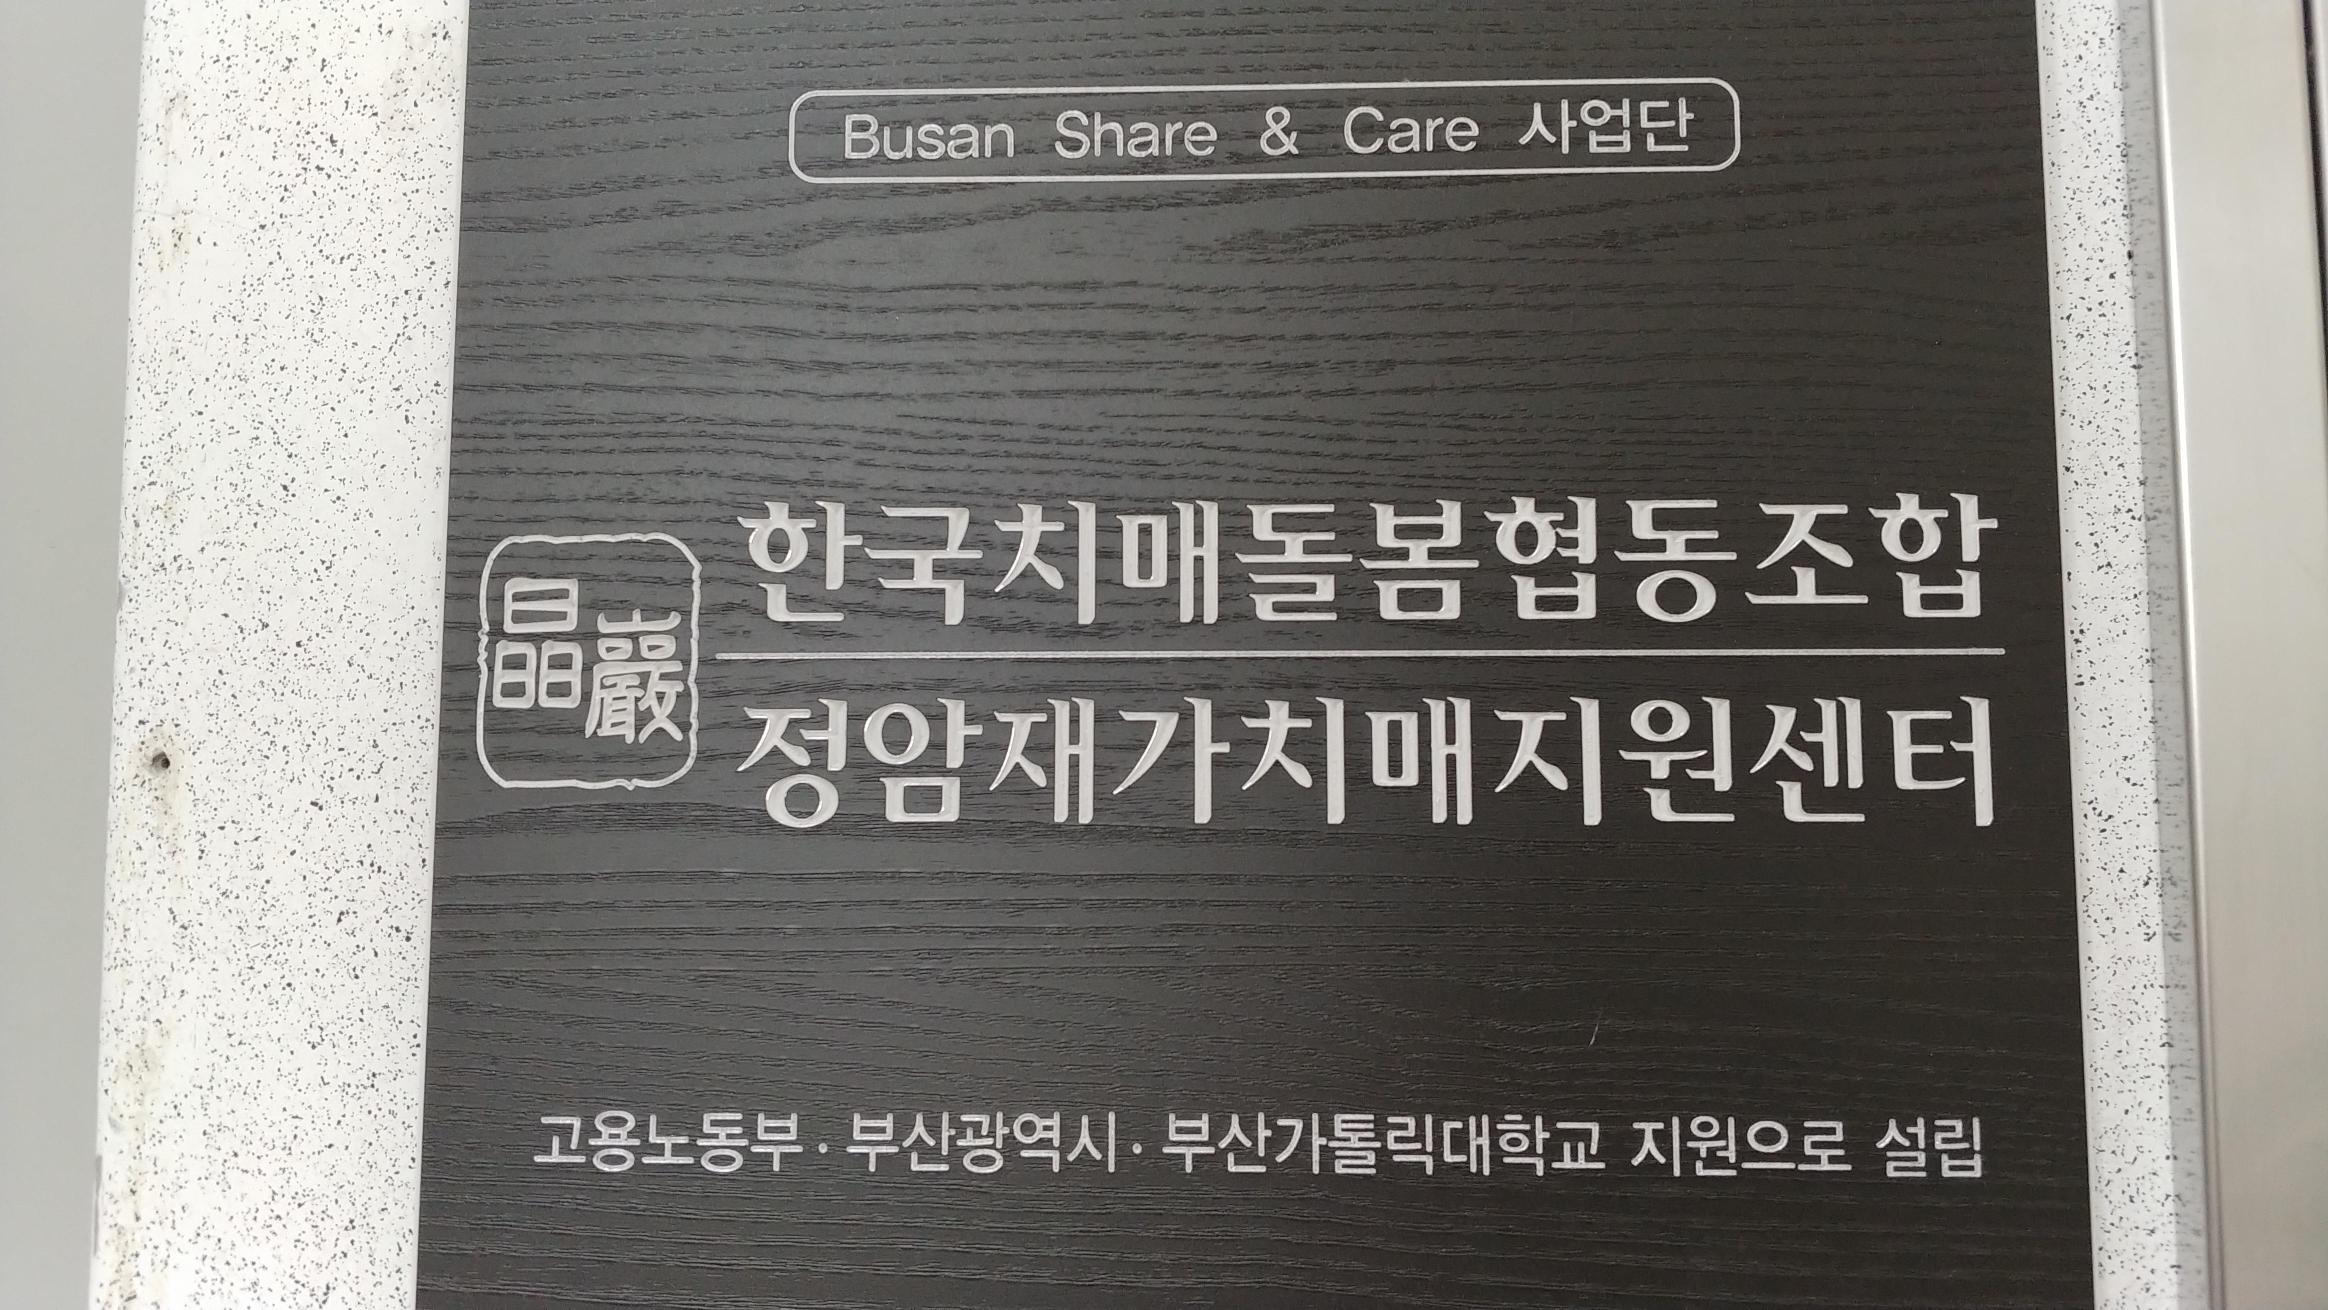 Busan Share & Care 사업단
晶巖
한국치매돌봄협동조합
정암재가치매지원센터
고용노동부·부산광역시·부산가톨릭대학교 지원으로 설립